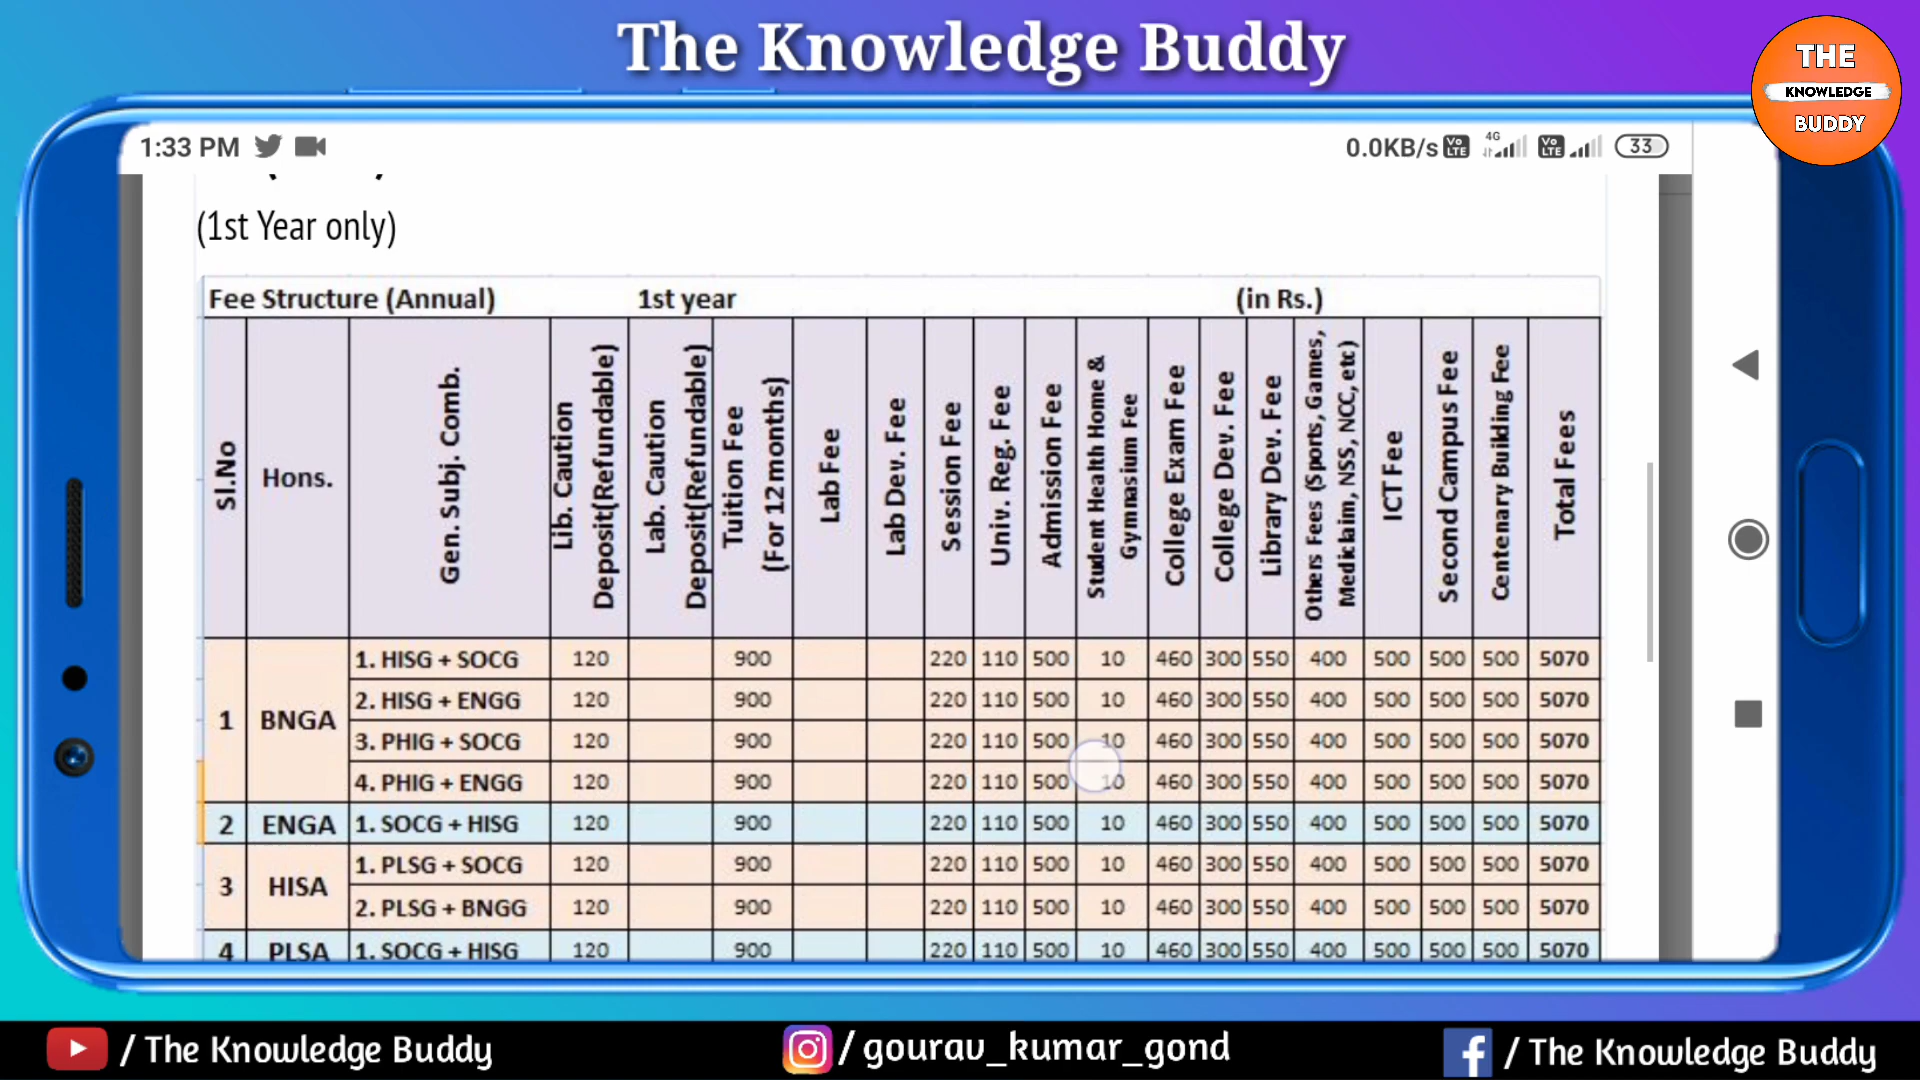 The Knowledge Buddy
THE
KNOWLEDGE
BUDDY
1:33 PM
0.0KB/s Vo LTE 4G Vo LTE 33
(1st Year only)
Fee Structure (Annual) 1st year (in Rs.)
Sl.No Hons. Gen. Subj. Comb. Lib. Caution Deposit(Refundable) Lab. Caution Deposit(Refundable) Tuition Fee (For 12 months) Lab Fee Lab Dev. Fee Session Fee Univ. Reg. Fee Admission Fee Student Health Home & Gymnasium Fee College Exam Fee College Dev. Fee Library Dev. Fee Others Fees (Sports, Games, Mediclaim, NSS, NCC, etc) ICT Fee Second Campus Fee Centenary Building Fee Total Fees
1 BNGA 1. HISG + SOCG 120 900 220 110 500 10 460 300 550 400 500 500 500 5070
2. HISG + ENGG 120 900 220 110 500 10 460 300 550 400 500 500 500 5070
3. PHIG + SOCG 120 900 220 110 500 10 460 300 550 400 500 500 500 5070
4. PHIG + ENGG 120 900 220 110 500 10 460 300 550 400 500 500 500 5070
2 ENGA 1. SOCG + HISG 120 900 220 110 500 10 460 300 550 400 500 500 500 5070
3 HISA 1. PLSG + SOCG 120 900 220 110 500 10 460 300 550 400 500 500 500 5070
2. PLSG + BNGG 120 900 220 110 500 10 460 300 550 400 500 500 500 5070
4 PLSA 1. SOCG + HISG 120 900 220 110 500 10 460 300 550 400 500 500 500 5070
/ The Knowledge Buddy
/ gourav_kumar_gond
/ The Knowledge Buddy